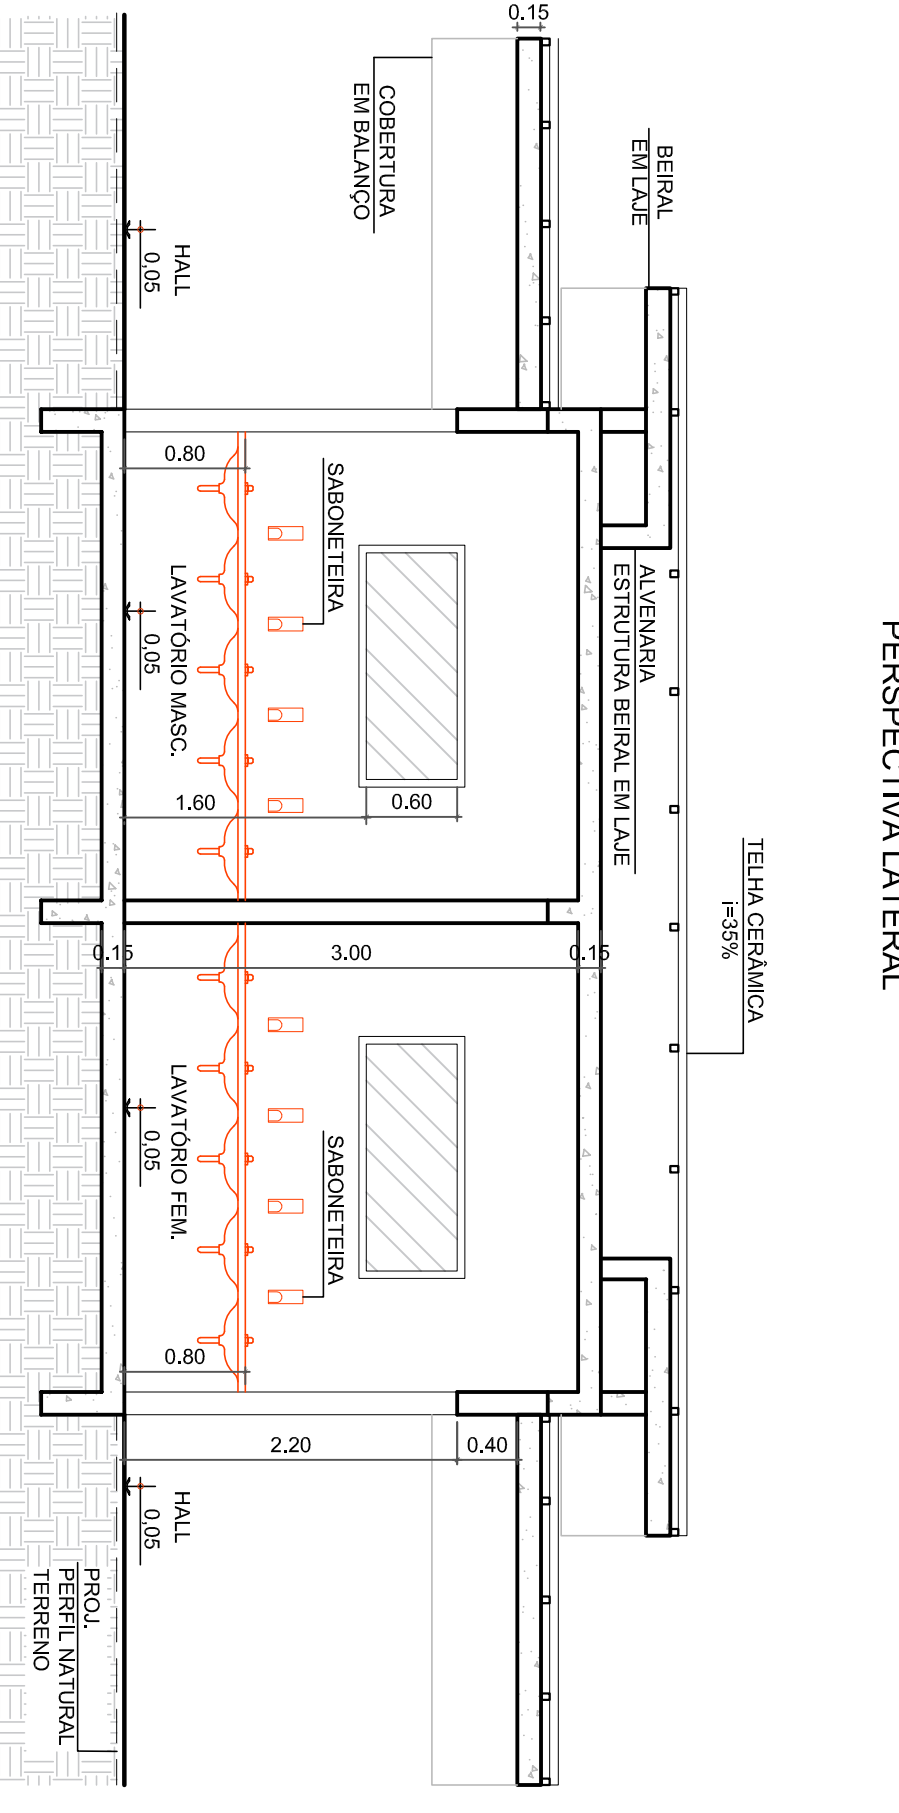 PERSPECTIVA LATERAL
TELHA CERÂMICA
i=35%
BEIRAL
EM LAJE
ALVENARIA
ESTRUTURA BEIRAL EM LAJE
0.15
COBERTURA
EM BALANÇO
SABONETEIRA
SABONETEIRA
0.60
1.60
0.15
3.00
0.15
0.80
0.80
2.20
0.40
HALL
0,05
LAVATÓRIO MASC.
0,05
LAVATÓRIO FEM.
0,05
HALL
0,05
PROJ.
PERFIL NATURAL
TERRENO